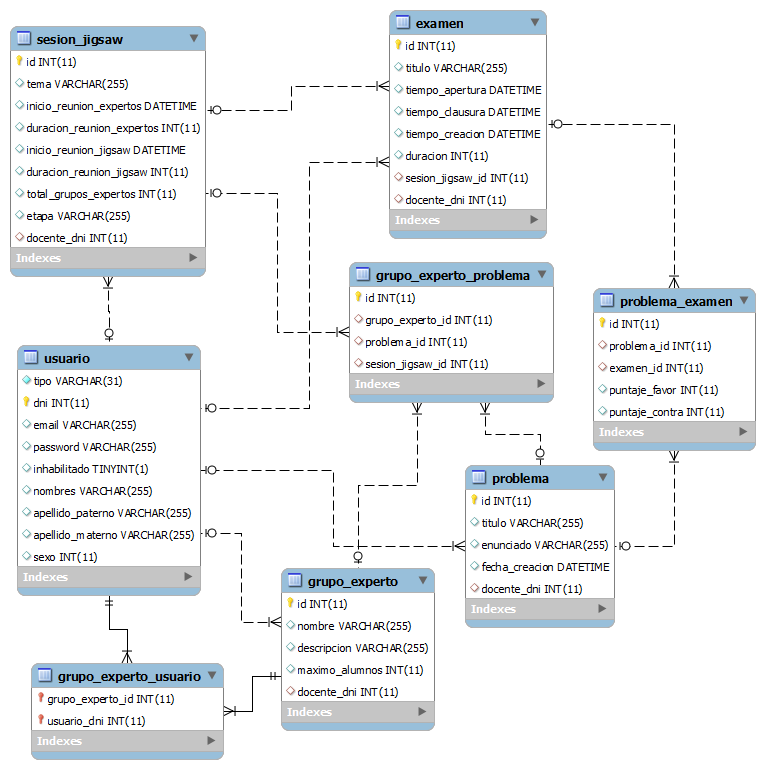 sesion_jigsaw
id INT(11)
tema VARCHAR(255)
inicio_reunion_expertos DATETIME
duracion_reunion_expertos INT(11)
inicio_reunion_jigsaw DATETIME
duracion_reunion_jigsaw INT(11)
total_grupos_expertos INT(11)
etapa VARCHAR(255)
docente_dni INT(11)
Indexes
examen
id INT(11)
titulo VARCHAR(255)
tiempo_apertura DATETIME
tiempo_clausura DATETIME
tiempo_creacion DATETIME
duracion INT(11)
sesion_jigsaw_id INT(11)
docente_dni INT(11)
Indexes
grupo_experto_problema
id INT(11)
grupo_experto_id INT(11)
problema_id INT(11)
sesion_jigsaw_id INT(11)
Indexes
problema_examen
id INT(11)
problema_id INT(11)
examen_id INT(11)
puntaje_favor INT(11)
puntaje_contra INT(11)
Indexes
usuario
tipo VARCHAR(31)
dni INT(11)
email VARCHAR(255)
password VARCHAR(255)
inhabilitado TINYINT(1)
nombres VARCHAR(255)
apellido_paterno VARCHAR(255)
apellido_materno VARCHAR(255)
sexo INT(11)
Indexes
problema
id INT(11)
titulo VARCHAR(255)
enunciado VARCHAR(255)
fecha_creacion DATETIME
docente_dni INT(11)
Indexes
grupo_experto
id INT(11)
nombre VARCHAR(255)
descripcion VARCHAR(255)
maximo_alumnos INT(11)
docente_dni INT(11)
Indexes
grupo_experto_usuario
grupo_experto_id INT(11)
usuario_dni INT(11)
Indexes